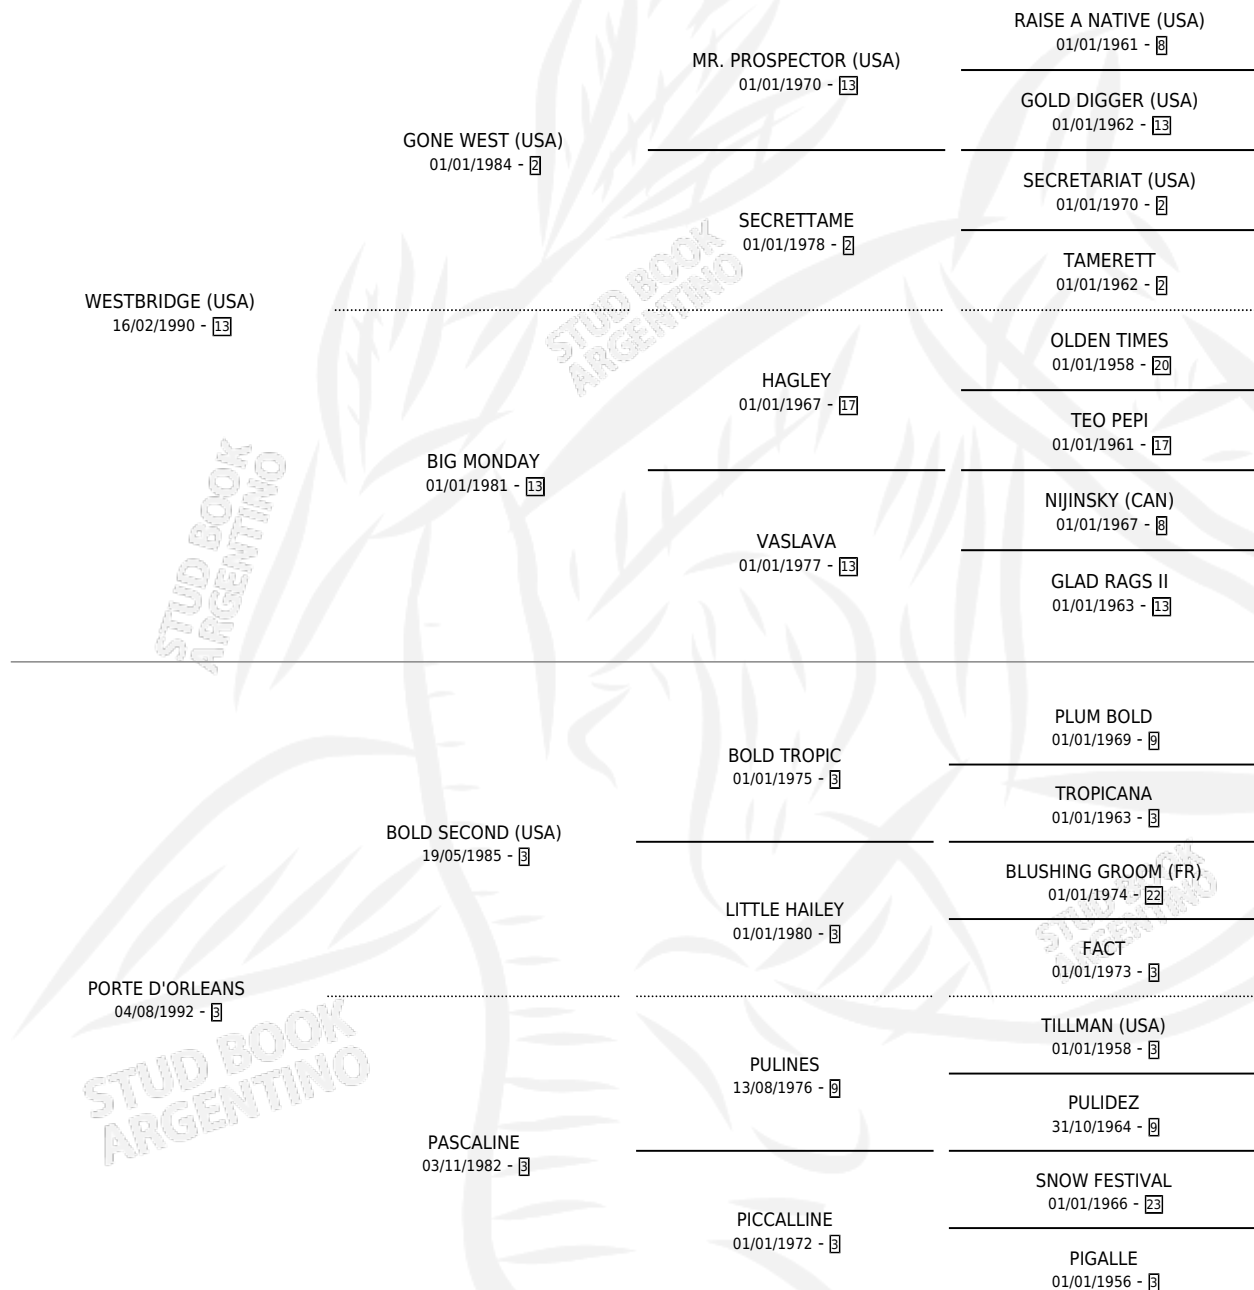 RAISE A NATIVE (USA)
01/01/1961 - 8
MR. PROSPECTOR (USA)
01/01/1970 - 13
GOLD DIGGER (USA)
01/01/1962 - 13
GONE WEST (USA)
01/01/1984 - 2
SECRETARIAT (USA)
01/01/1970 - 2
SECRETTAME
01/01/1978 - 2
TAMERETT
01/01/1962 - 2
WESTBRIDGE (USA)
16/02/1990 - 13
STUD BOOK
ARGENTINO
OLDEN TIMES
01/01/1958 - 20
HAGLEY
01/01/1967 - 17
TEO PEPI
01/01/1961 - 17
BIG MONDAY
01/01/1981 - 13
NIJINSKY (CAN)
01/01/1967 - 8
VASLAVA
01/01/1977 - 13
GLAD RAGS II
01/01/1963 - 13
STUD BOOK
ARGENTINO
PLUM BOLD
01/01/1969 - 9
BOLD TROPIC
01/01/1975 - 3
TROPICANA
01/01/1963 - 3
BOLD SECOND (USA)
19/05/1985 - 3
BLUSHING GROOM (FR)
01/01/1974 - 22
LITTLE HAILEY
01/01/1980 - 3
STUD BOOK
ARGENTINO
FACT
01/01/1973 - 3
PORTE D'ORLEANS
04/08/1992 - 3
STUD BOOK
ARGENTINO
TILLMAN (USA)
01/01/1958 - 3
PULINES
13/08/1976 - 9
PULIDEZ
31/10/1964 - 9
PASCALINE
03/11/1982 - 3
SNOW FESTIVAL
01/01/1966 - 23
PICCALLINE
01/01/1972 - 3
PIGALLE
01/01/1956 - 3